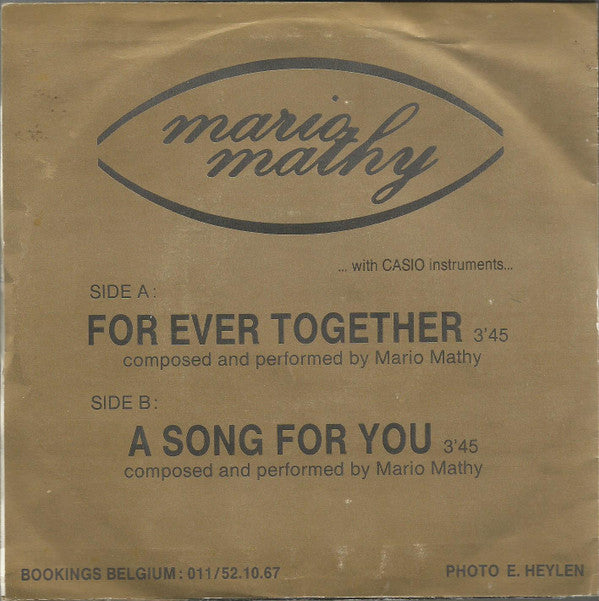 mario
mathy
... with CASIO instruments...
SIDE A:
FOR EVER TOGETHER 3'45
composed and performed by Mario Mathy
SIDE B:
A SONG FOR YOU 3'45
composed and performed by Mario Mathy
BOOKINGS BELGIUM: 011/52.10.67
PHOTO E. HEYLEN